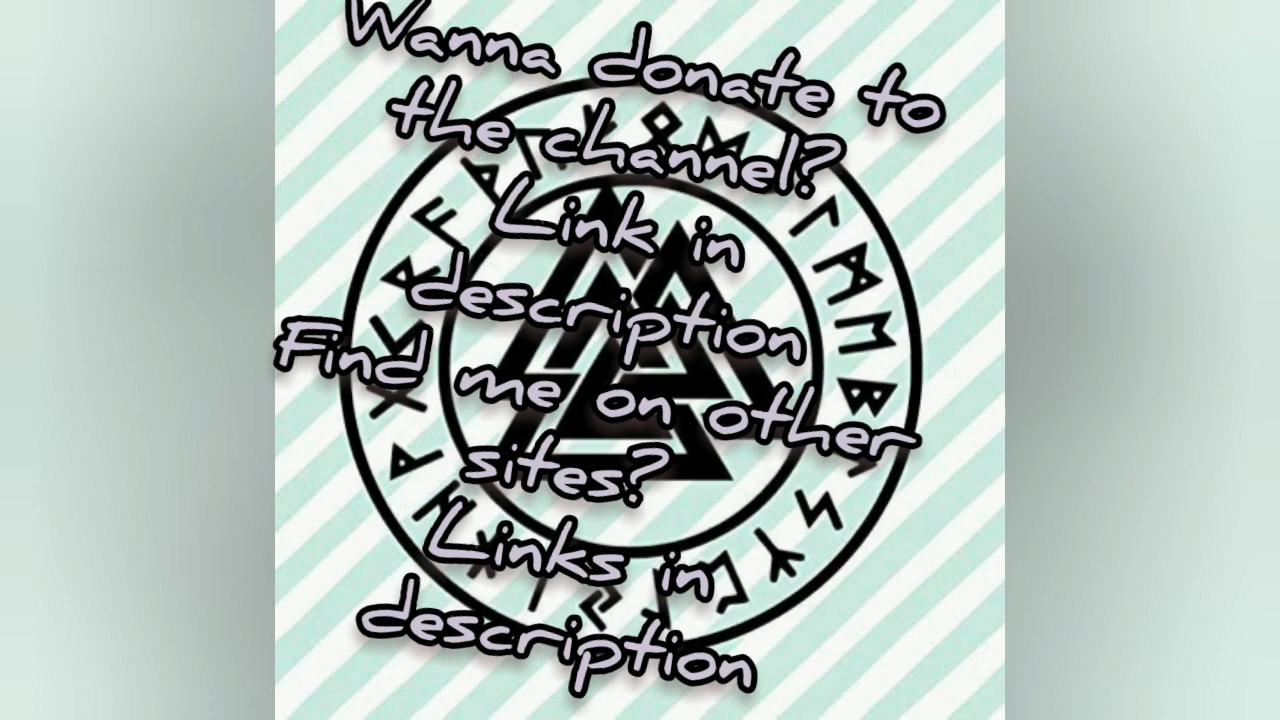 Wanna donate to
the channel?
Link in
description
Find me on other
sites?
Links in
description